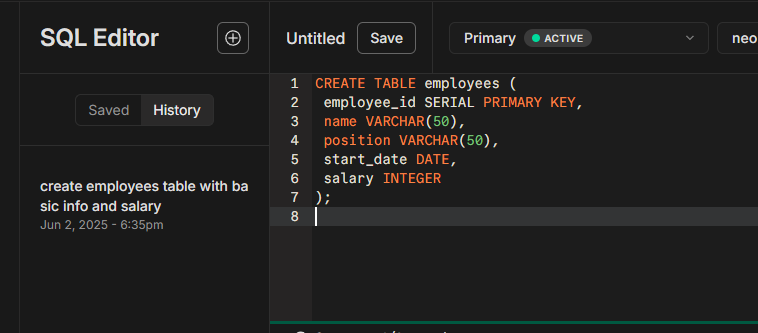 SQL Editor
Untitled
Save
Primary
ACTIVE
neo
Saved
History
create employees table with ba
sic info and salary
Jun 2, 2025 - 6:35pm
1 CREATE TABLE employees (
2 employee_id SERIAL PRIMARY KEY,
3 name VARCHAR(50),
4 position VARCHAR(50),
5 start_date DATE,
6 salary INTEGER
7 );
8